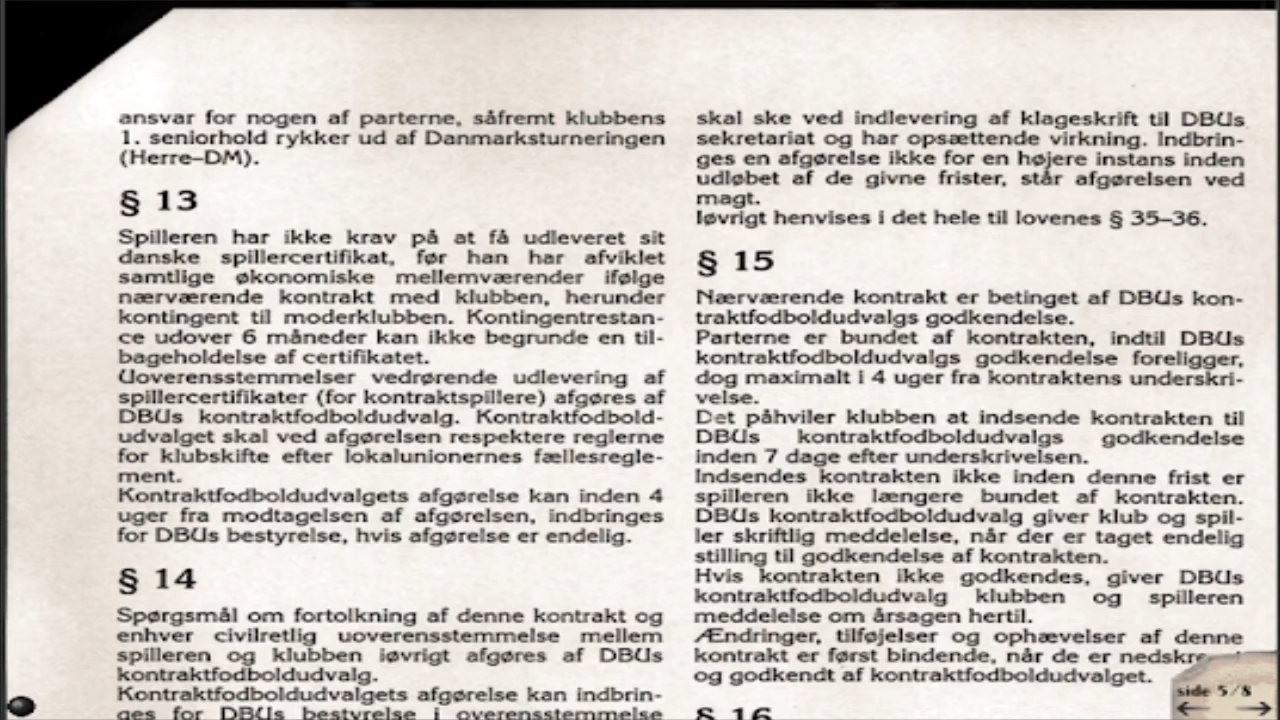 ansvar for nogen af parterne, såfremt klubbens
1. seniorhold rykker ud af Danmarksturneringen
(Herre–DM).
§ 13
Spilleren har ikke krav på at få udleveret sit
danske spillercertifikat, før han har afviklet
samtlige økonomiske mellemværender ifølge
nærværende kontrakt med klubben, herunder
kontingent til moderklubben. Kontingentrestan-
ce udover 6 måneder kan ikke begrunde en til-
bageholdelse af certifikatet.
Uoverensstemmelser vedrørende udlevering af
spillercertifikater (for kontraktspillere) afgøres af
DBUs kontraktfodboldudvalg. Kontraktfodbold-
udvalget skal ved afgørelsen respektere reglerne
for klubskifte efter lokalunionernes fællesregle-
ment.
Kontraktfodboldudvalgets afgørelse kan inden 4
uger fra modtagelsen af afgørelsen, indbringes
for DBUs bestyrelse, hvis afgørelse er endelig.
§ 14
Spørgsmål om fortolkning af denne kontrakt og
enhver civilretlig uoverensstemmelse mellem
spilleren og klubben iøvrigt afgøres af DBUs
kontraktfodboldudvalg.
Kontraktfodboldudvalgets afgørelse kan indbrin-
ges for DBUs bestyrelse i overensstemmelse
skal ske ved indlevering af klageskrift til DBUs
sekretariat og har opsættende virkning. Indbrin-
ges en afgørelse ikke for en højere instans inden
udløbet af de givne frister, står afgørelsen ved
magt.
Iøvrigt henvises i det hele til lovenes § 35–36.
§ 15
Nærværende kontrakt er betinget af DBUs kon-
traktfodboldudvalgs godkendelse.
Parterne er bundet af kontrakten, indtil DBUs
kontraktfodboldudvalgs godkendelse foreligger,
dog maximalt i 4 uger fra kontraktens underskri-
velse.
Det påhviler klubben at indsende kontrakten til
DBUs kontraktfodboldudvalgs godkendelse
inden 7 dage efter underskrivelsen.
Indsendes kontrakten ikke inden denne frist er
spilleren ikke længere bundet af kontrakten.
DBUs kontraktfodboldudvalg giver klub og spil-
ler skriftlig meddelelse, når der er taget endelig
stilling til godkendelse af kontrakten.
Hvis kontrakten ikke godkendes, giver DBUs
kontraktfodboldudvalg klubben og spilleren
meddelelse om årsagen hertil.
Ændringer, tilføjelser og ophævelser af denne
kontrakt er først bindende, når de er
og godkendt af kontraktfodboldudvalget.
§ 16
side 5/8